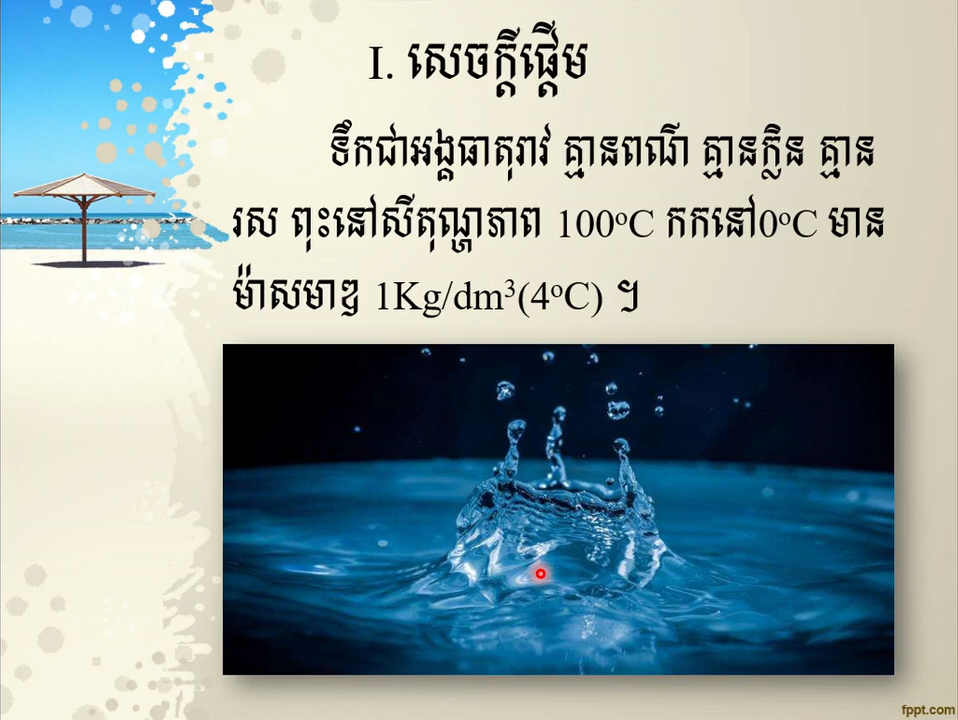 I. សេចក្តីផ្តើម
ទឹកជាអង្គធាតុរាវ គ្មានពណ៌ គ្មានក្លិន គ្មាន
រស ពុះនៅសីតុណ្ហភាព 100ºC កកនៅ0ºC មាន
ម៉ាសមាឌ 1Kg/dm³(4ºC) ។
fppt.com